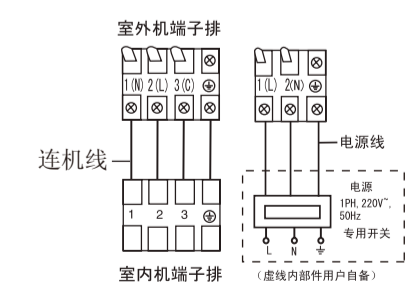 室外机端子排
1(N) 2(L) 3(C)
1(L) 2(N)
连机线
电源线
1 2 3
电源
1PH, 220V~,
50Hz
专用开关
L N
室内机端子排
（虚线内部件用户自备）